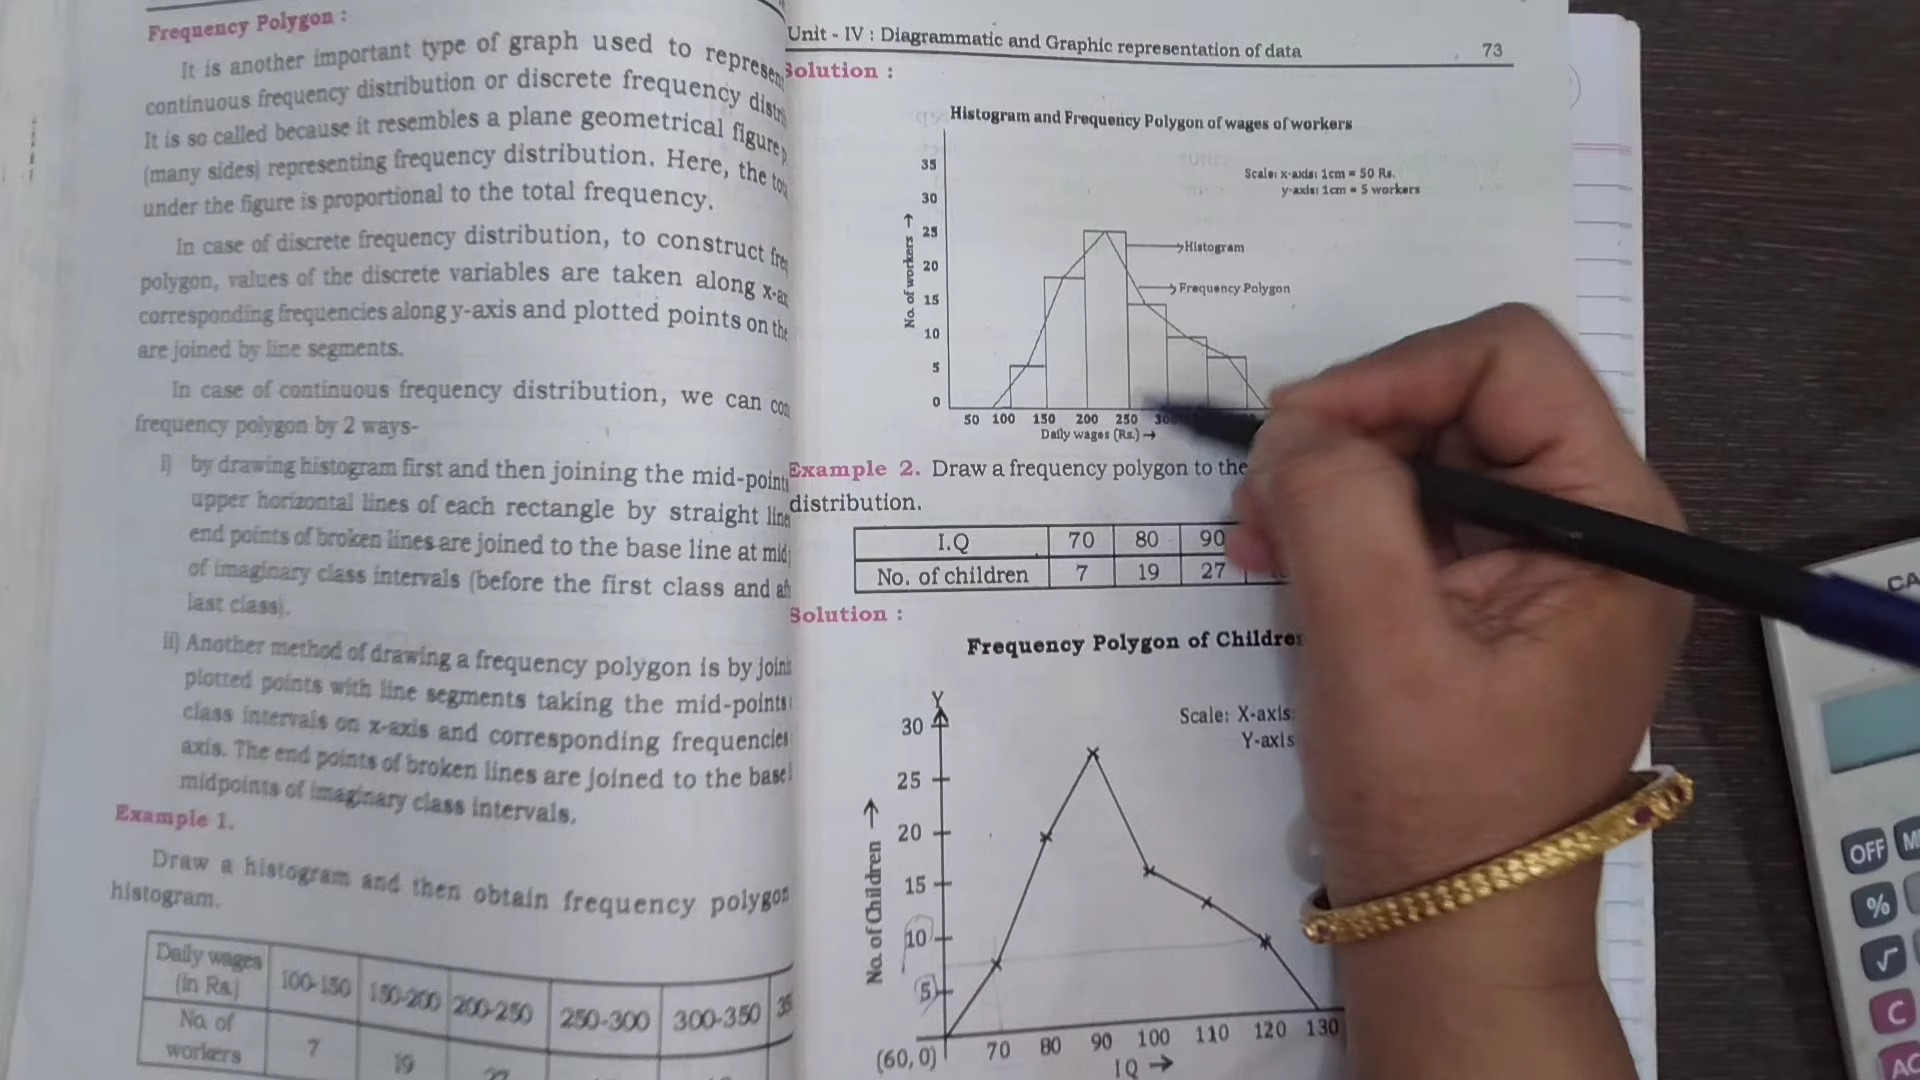 Frequency Polygon :
It is another important type of graph used to represen
continuous frequency distribution or discrete frequency distri
It is so called because it resembles a plane geometrical figure p
(many sides) representing frequency distribution. Here, the tot
under the figure is proportional to the total frequency.
In case of discrete frequency distribution, to construct freq
polygon, values of the discrete variables are taken along x-ax
corresponding frequencies along y-axis and plotted points on the
are joined by line segments.
In case of continuous frequency distribution, we can con
frequency polygon by 2 ways-
i) by drawing histogram first and then joining the mid-point
upper horizontal lines of each rectangle by straight line
end points of broken lines are joined to the base line at mid
of imaginary class intervals (before the first class and aft
last class).
ii) Another method of drawing a frequency polygon is by join
plotted points with line segments taking the mid-points
class intervals on x-axis and corresponding frequencies
axis. The end points of broken lines are joined to the base
midpoints of imaginary class intervals.
Example 1.
Draw a histogram and then obtain frequency polygon
histogram.
Daily wages (in Rs.) 100-150 150-200 200-250 250-300 300-350 35
No. of workers 7 19 27
Unit - IV : Diagrammatic and Graphic representation of data 73
Solution :
Histogram and Frequency Polygon of wages of workers
Scale: x-axis: 1cm = 50 Rs.
y-axis: 1cm = 5 workers
35
30
25
20
15
10
5
0
No. of workers →
→Histogram
→Frequency Polygon
50 100 150 200 250 300
Daily wages (Rs.) →
Example 2. Draw a frequency polygon to the
distribution.
I.Q 70 80 90
No. of children 7 19 27
Solution :
Frequency Polygon of Children
Scale: X-axis:
Y-axis
Y
30
25
20
15
10
5
No. of Children →
(60, 0) 70 80 90 100 110 120 130
IQ →
CA
OFF M
%
√
C
AC